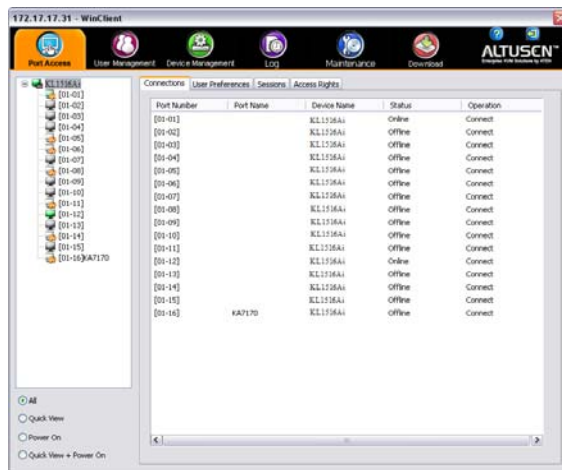 172.17.17.31 - WinClient
Port Access User Management Device Management Log Maintenance Download
ALTUSEN™
Enterprise KVM Solutions by ATEN
KL1516Ai
[01-01]
[01-02]
[01-03]
[01-04]
[01-05]
[01-06]
[01-07]
[01-08]
[01-09]
[01-10]
[01-11]
[01-12]
[01-13]
[01-14]
[01-15]
[01-16]KA7170
All
Quick View
Power On
Quick View + Power On
Connections User Preferences Sessions Access Rights
Port Number Port Name Device Name Status Operation
[01-01] KL1516Ai Online Connect
[01-02] KL1516Ai Offline Connect
[01-03] KL1516Ai Offline Connect
[01-04] KL1516Ai Offline Connect
[01-05] KL1516Ai Offline Connect
[01-06] KL1516Ai Offline Connect
[01-07] KL1516Ai Offline Connect
[01-08] KL1516Ai Offline Connect
[01-09] KL1516Ai Offline Connect
[01-10] KL1516Ai Offline Connect
[01-11] KL1516Ai Offline Connect
[01-12] KL1516Ai Online Connect
[01-13] KL1516Ai Offline Connect
[01-14] KL1516Ai Offline Connect
[01-15] KL1516Ai Offline Connect
[01-16] KA7170 KL1516Ai Offline Connect